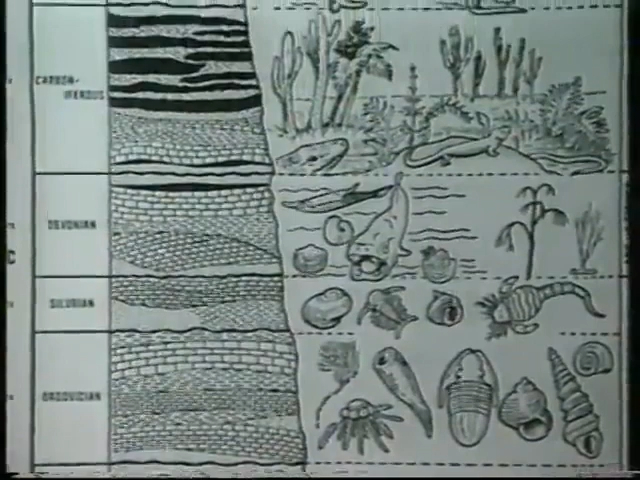 CARBON-
IFEROUS
DEVONIAN
SILURIAN
C
ORDOVICIAN